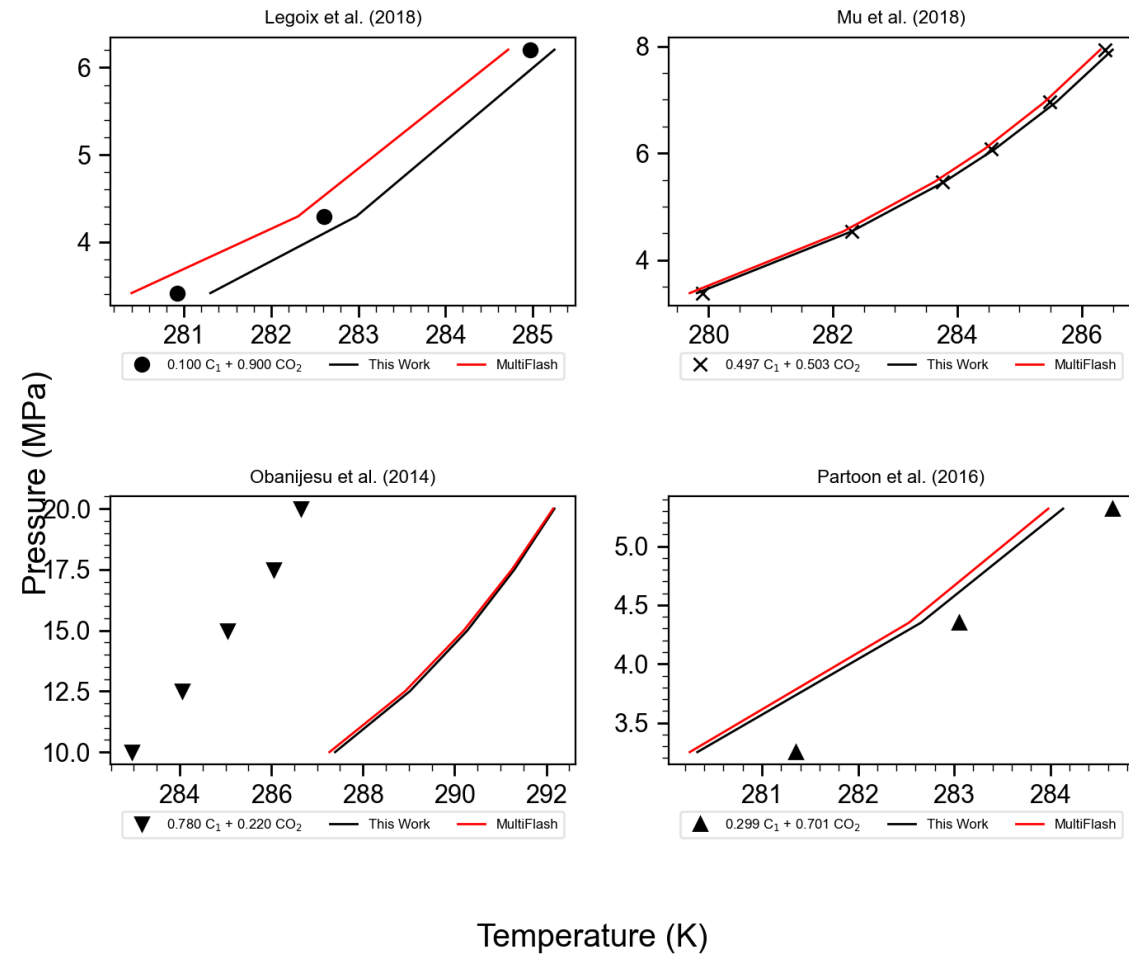 Legoix et al. (2018)
6
5
4
281 282 283 284 285
0.100 C₁ + 0.900 CO₂ This Work MultiFlash
Mu et al. (2018)
8
6
4
280 282 284 286
0.497 C₁ + 0.503 CO₂ This Work MultiFlash
Pressure (MPa)
Obanijesu et al. (2014)
20.0
17.5
15.0
12.5
10.0
284 286 288 290 292
0.780 C₁ + 0.220 CO₂ This Work MultiFlash
Partoon et al. (2016)
5.0
4.5
4.0
3.5
281 282 283 284
0.299 C₁ + 0.701 CO₂ This Work MultiFlash
Temperature (K)